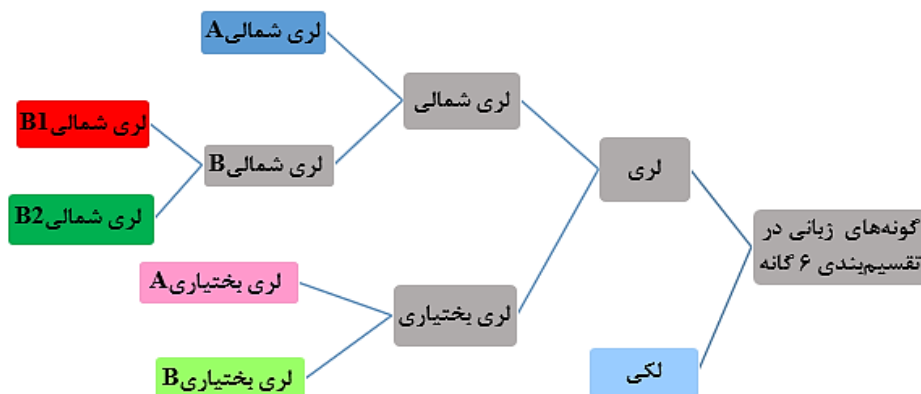 گونه‌های زبانی در
تقسیم‌بندی ۶ گانه
لری
لکی
لری شمالی
لری بختیاری
لری شمالیA
لری شمالیB
لری بختیاریA
لری بختیاریB
لری شمالیB1
لری شمالیB2